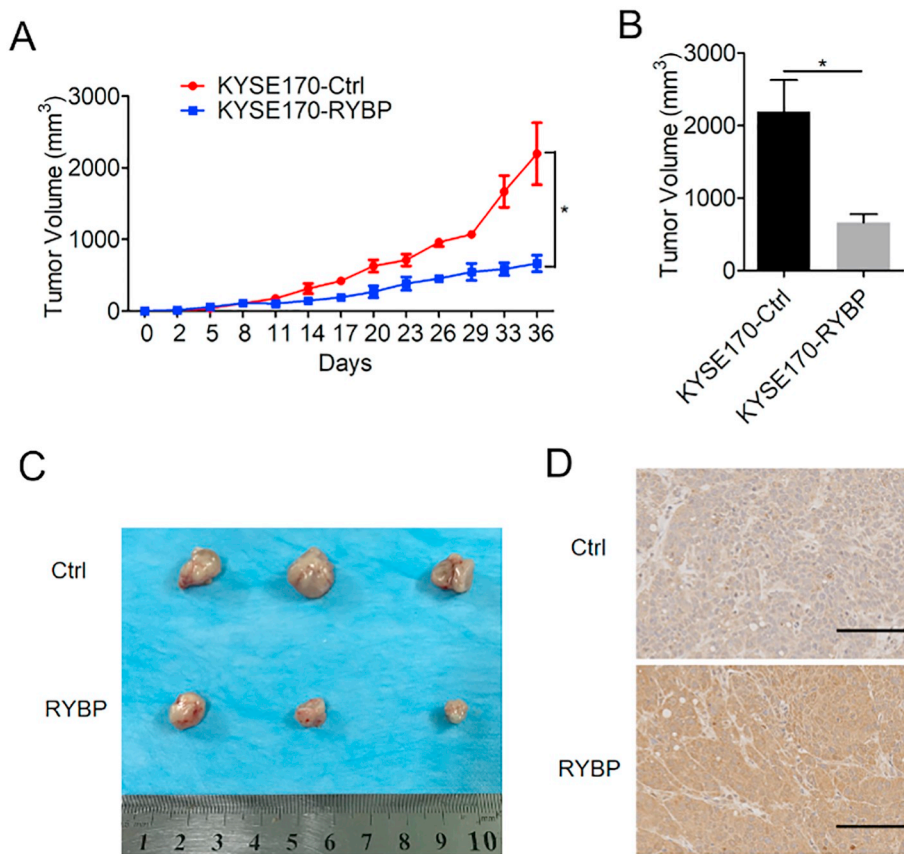 A
KYSE170-Ctrl
KYSE170-RYBP
Tumor Volume (mm³)
3000
2000
1000
0
*
0 2 5 8 11 14 17 20 23 26 29 33 36
Days
B
*
Tumor Volume (mm³)
3000
2000
1000
0
KYSE170-Ctrl
KYSE170-RYBP
C
Ctrl
RYBP
1 2 3 4 5 6 7 8 9 10
D
Ctrl
RYBP